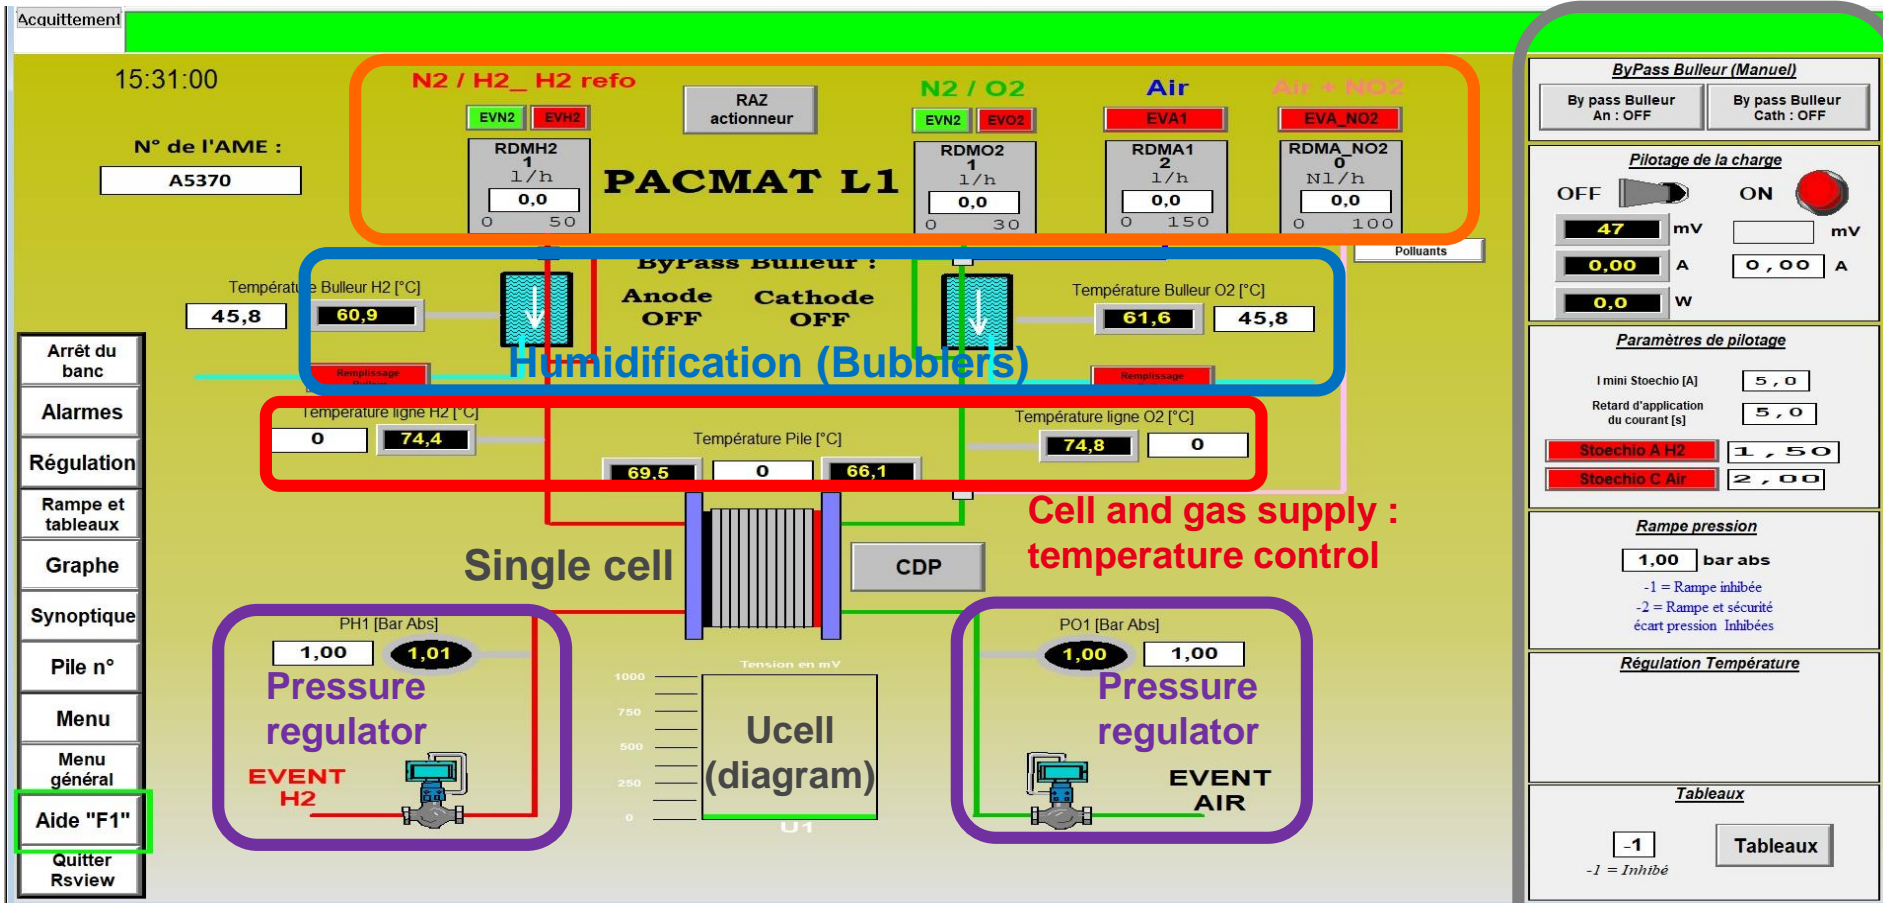 Acquittement
15:31:00
N° de l'AME :
A5370
N2 / H2_ H2 refo
EVN2
EVH2
RDMH2
1
l/h
0,0
0 50
RAZ
actionneur
PACMAT L1
N2 / O2
EVN2
EVO2
RDMO2
1
l/h
0,0
0 30
Air
EVA1
RDMA1
2
l/h
0,0
0 150
Air + NO2
EVA_NO2
RDMA_NO2
0
Nl/h
0,0
0 100
Polluants
ByPass Bulleur :
Anode Cathode
OFF OFF
Température Bulleur H2 [°C]
45,8
60,9
Température Bulleur O2 [°C]
61,6
45,8
Humidification (Bubblers)
Remplissage
Remplissage
Température ligne H2 [°C]
0
74,4
Température Pile [°C]
69,5
0
66,1
Température ligne O2 [°C]
74,8
0
Cell and gas supply :
temperature control
Single cell
CDP
PH1 [Bar Abs]
1,00
1,01
Pressure
regulator
EVENT
H2
Tension en mV
1000
750
500
250
0
Ucell
(diagram)
U1
PO1 [Bar Abs]
1,00
1,00
Pressure
regulator
EVENT
AIR
Arrêt du
banc
Alarmes
Régulation
Rampe et
tableaux
Graphe
Synoptique
Pile n°
Menu
Menu
général
Aide "F1"
Quitter
Rsview
ByPass Bulleur (Manuel)
By pass Bulleur
An : OFF
By pass Bulleur
Cath : OFF
Pilotage de la charge
OFF ON
47 mV mV
0,00 A 0,00 A
0,0 W
Paramètres de pilotage
I mini Stoechio [A] 5,0
Retard d'application
du courant [s] 5,0
Stoechio A H2 1,50
Stoechio C Air 2,00
Rampe pression
1,00 bar abs
-1 = Rampe inhibée
-2 = Rampe et sécurité
écart pression Inhibées
Régulation Température
Tableaux
-1
-1 = Inhibé
Tableaux